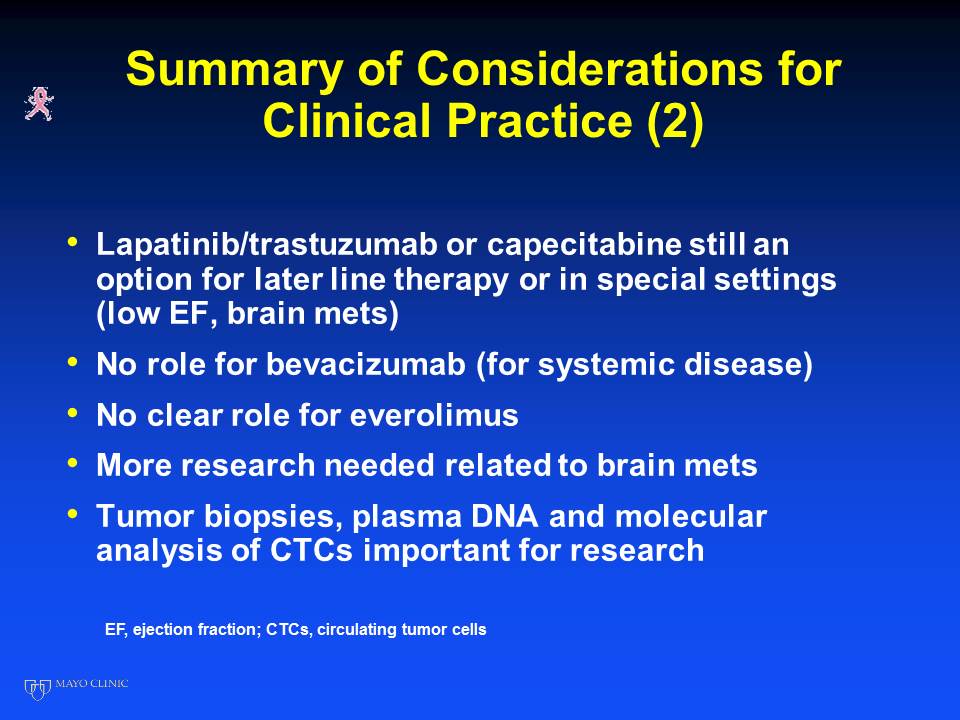 Summary of Considerations for
Clinical Practice (2)
• Lapatinib/trastuzumab or capecitabine still an
option for later line therapy or in special settings
(low EF, brain mets)
• No role for bevacizumab (for systemic disease)
• No clear role for everolimus
• More research needed related to brain mets
• Tumor biopsies, plasma DNA and molecular
analysis of CTCs important for research
EF, ejection fraction; CTCs, circulating tumor cells
MAYO CLINIC